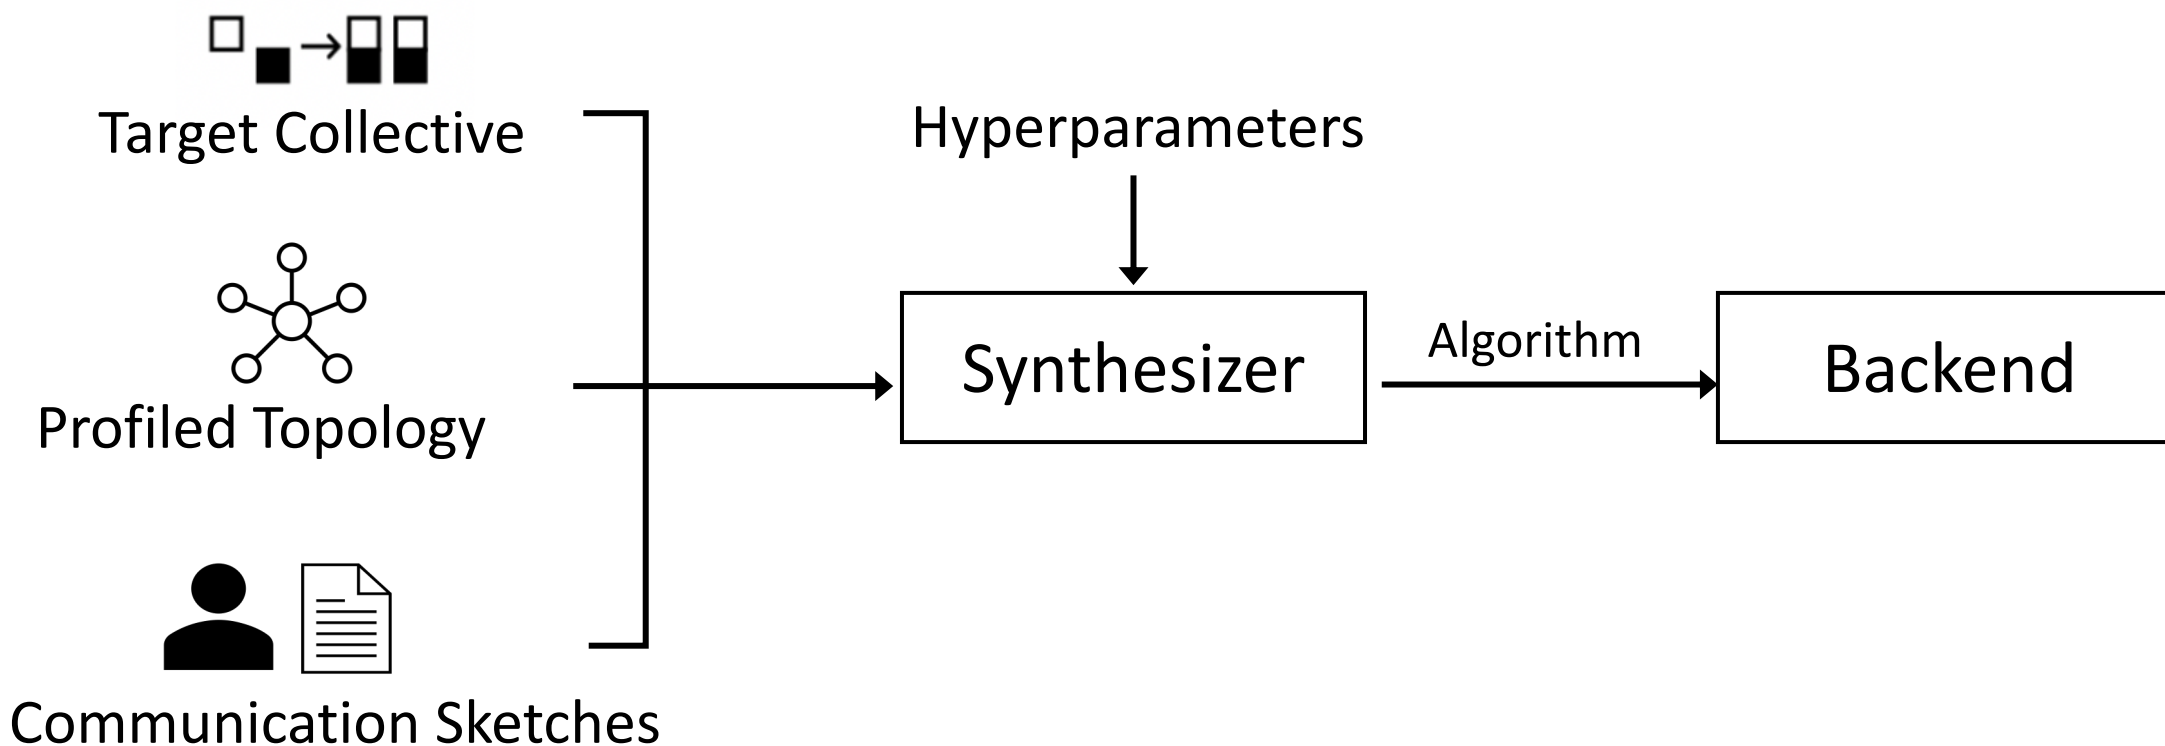 Target Collective
Profiled Topology
Communication Sketches
Hyperparameters
Synthesizer
Algorithm
Backend